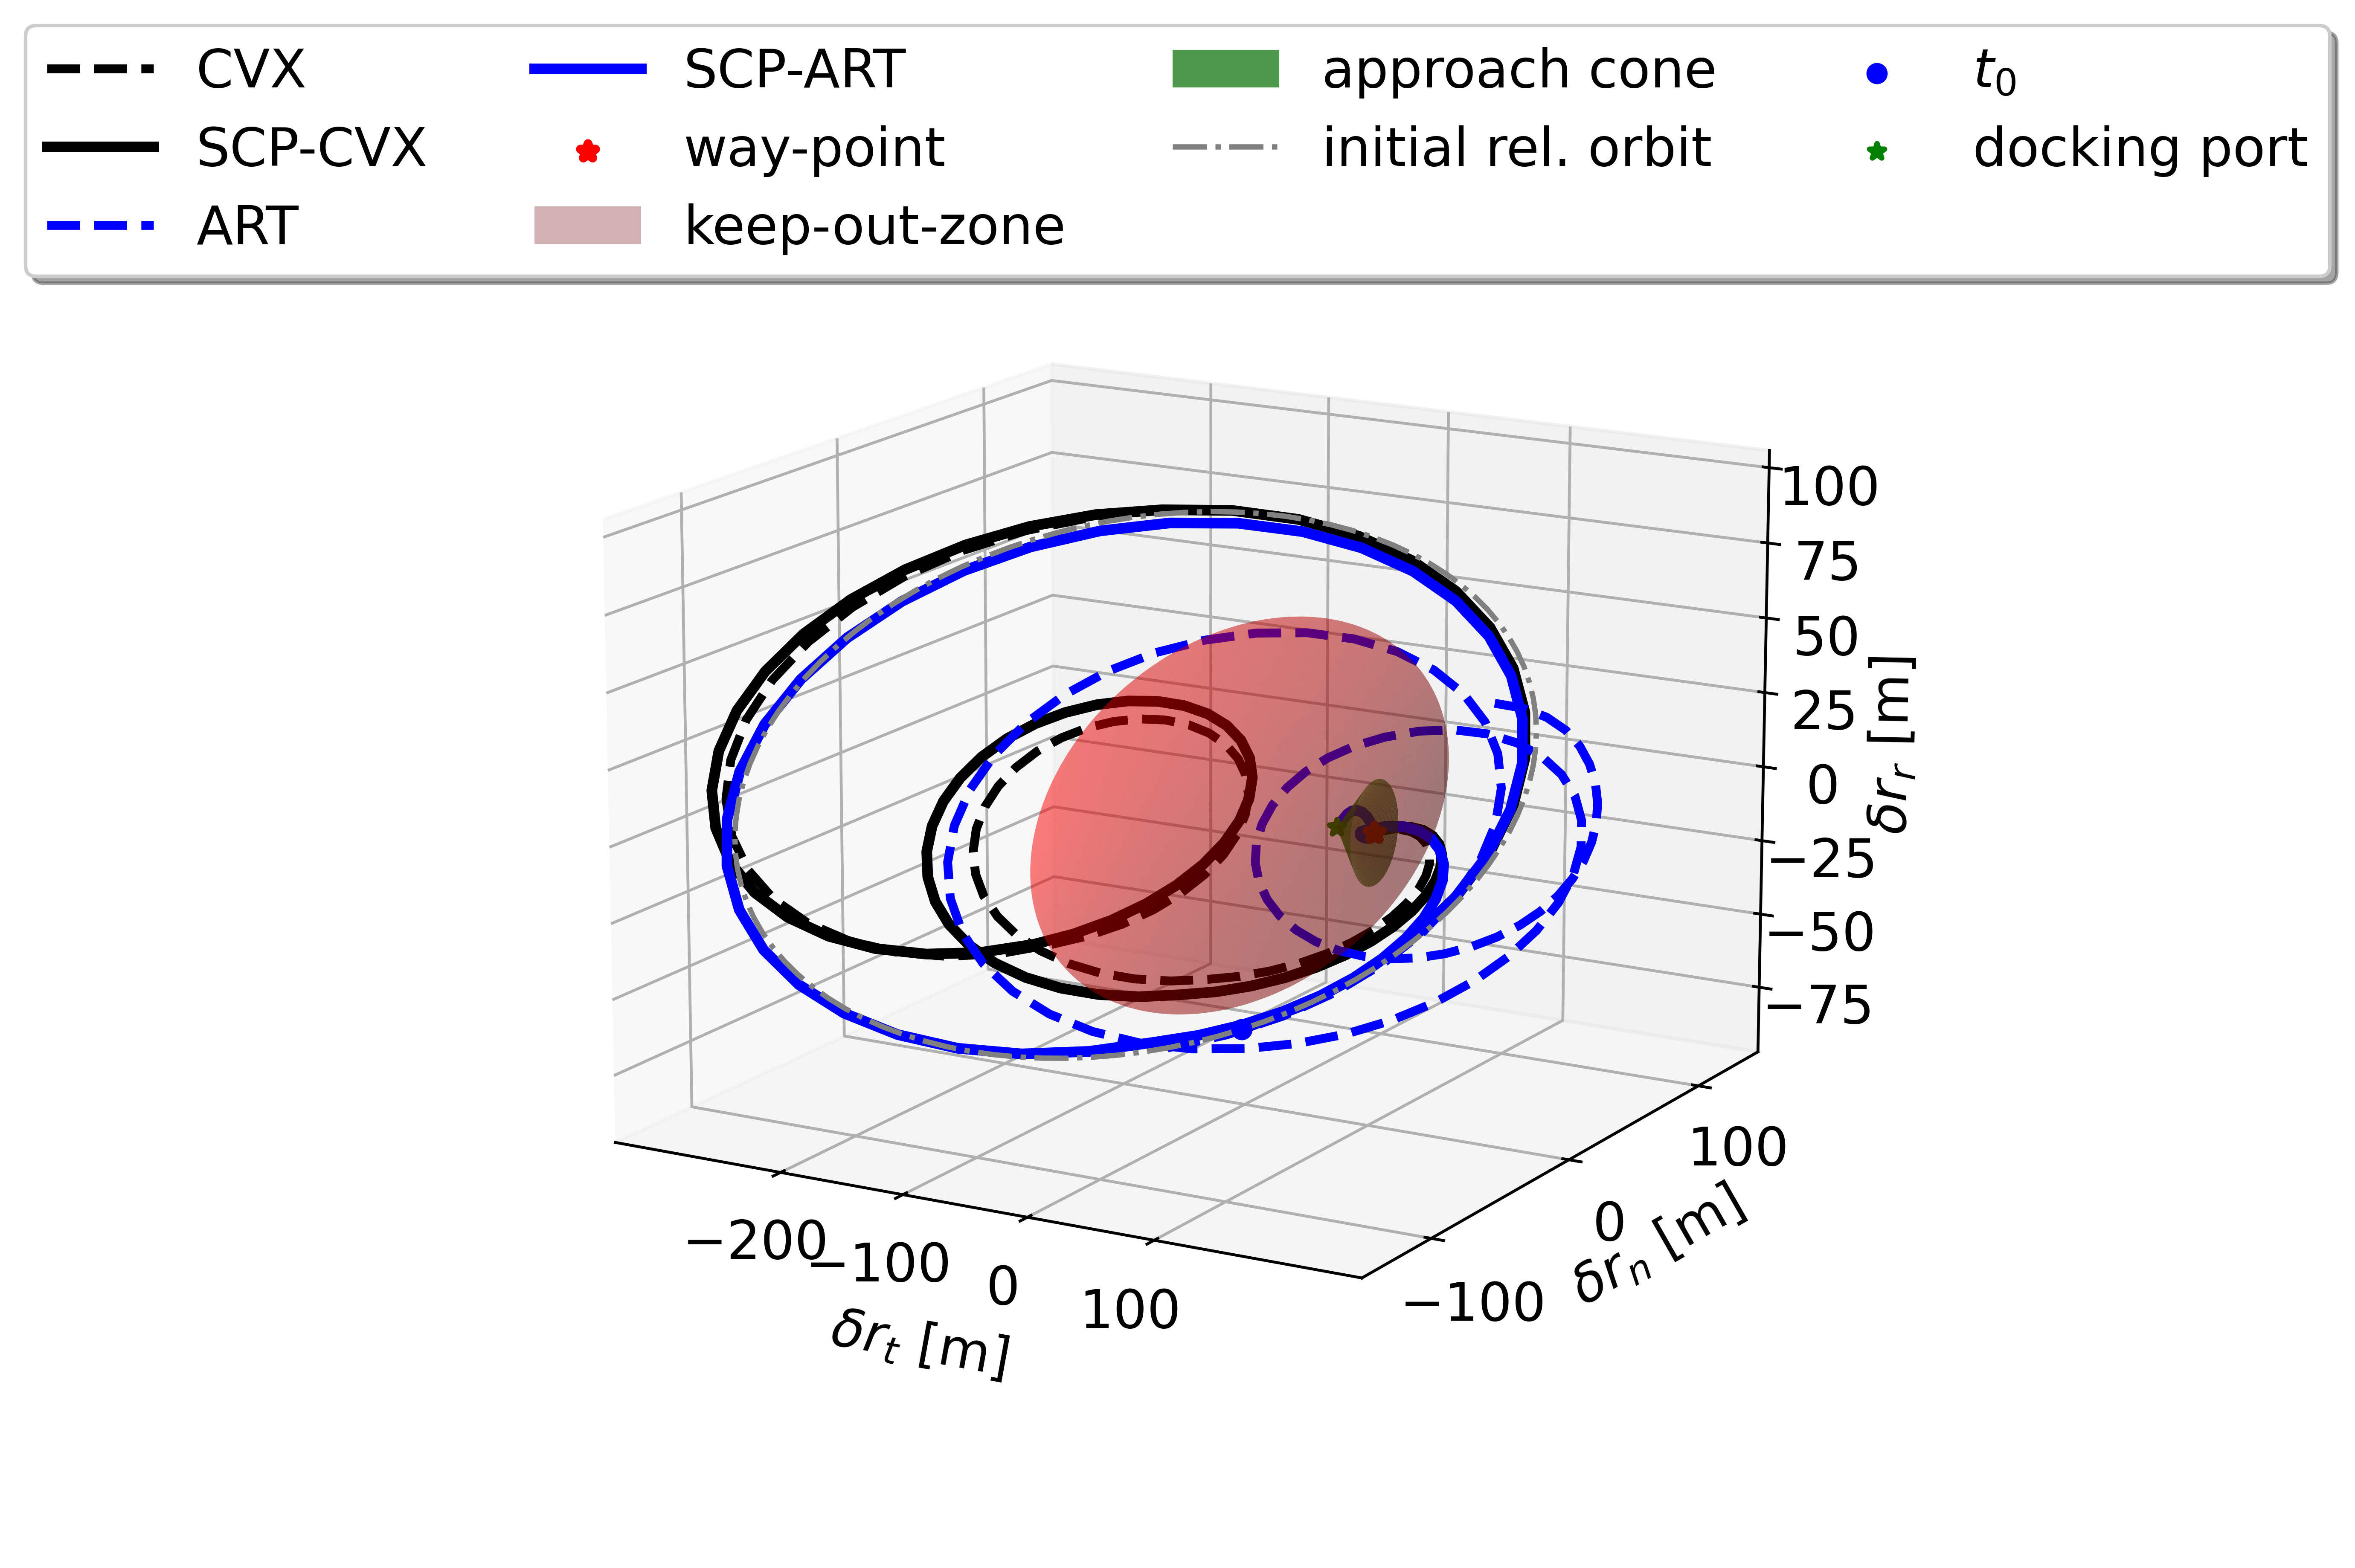 CVX
SCP-CVX
ART
SCP-ART
way-point
keep-out-zone
approach cone
initial rel. orbit
t₀
docking port
100
75
50
25
0
−25
−50
−75
δrᵣ [m]
−200
−100
0
100
δrₜ [m]
−100
0
100
δrₙ [m]